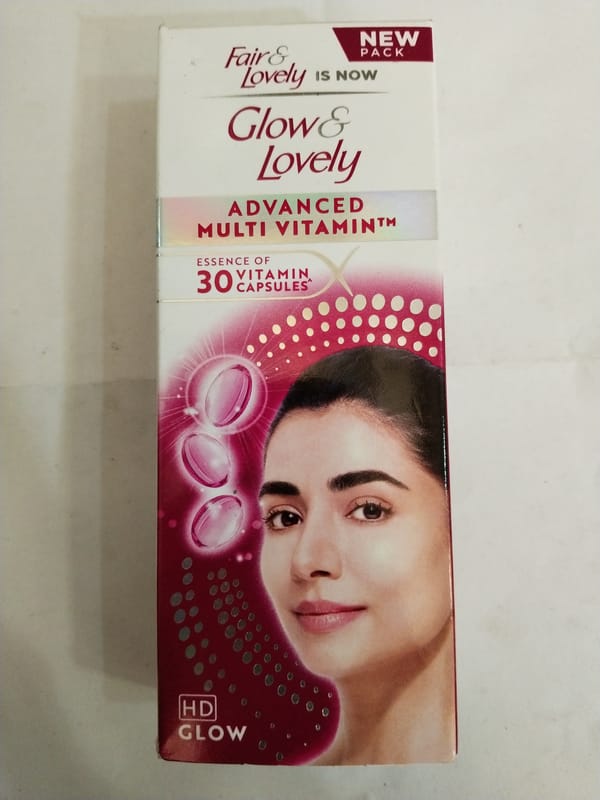 NEW
PACK
Fair &
Lovely IS NOW
Glow &
Lovely
ADVANCED
MULTI VITAMIN™
ESSENCE OF
30 VITAMIN
CAPSULES^
HD
GLOW